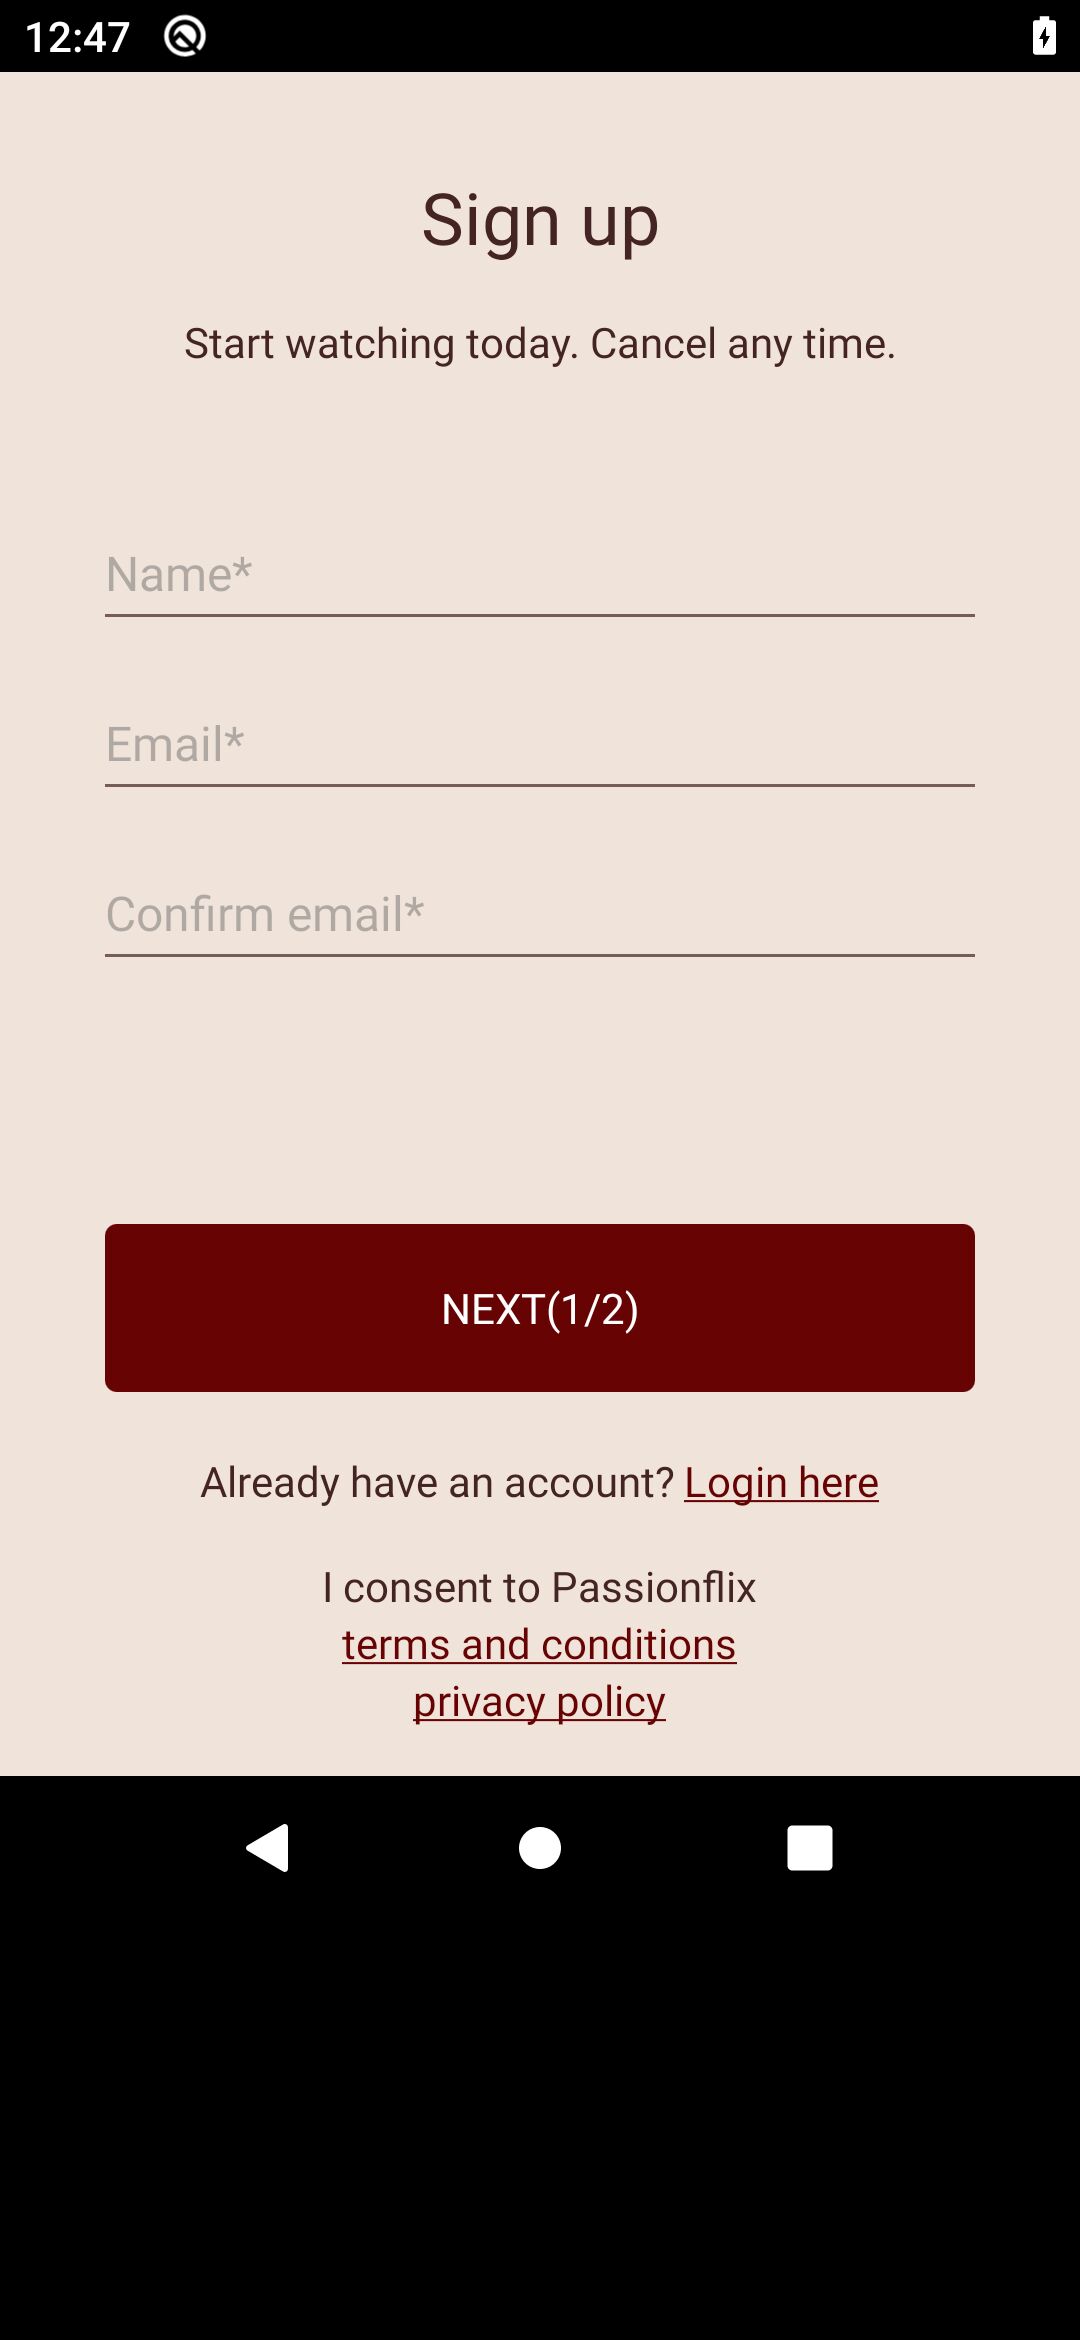 12:47
Sign up
Start watching today. Cancel any time.
Name*
Email*
Confirm email*
NEXT(1/2)
Already have an account? Login here
I consent to Passionflix
terms and conditions
privacy policy